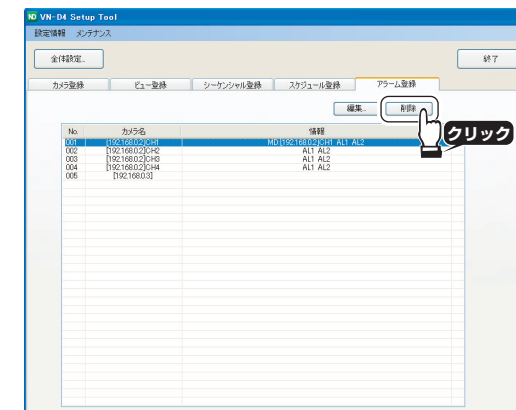 VN-D4 Setup Tool
設定情報 メンテナンス
全体設定.. 終了
カメラ登録 ビュー登録 シーケンシャル登録 スケジュール登録 アラーム登録
編集.. 削除
クリック
No. カメラ名 情報
001 [192.168.0.2]CH1 MD:[192.168.0.2]CH1 AL1 AL2
002 [192.168.0.2]CH2 AL1 AL2
003 [192.168.0.2]CH3 AL1 AL2
004 [192.168.0.2]CH4 AL1 AL2
005 [192.168.0.3]